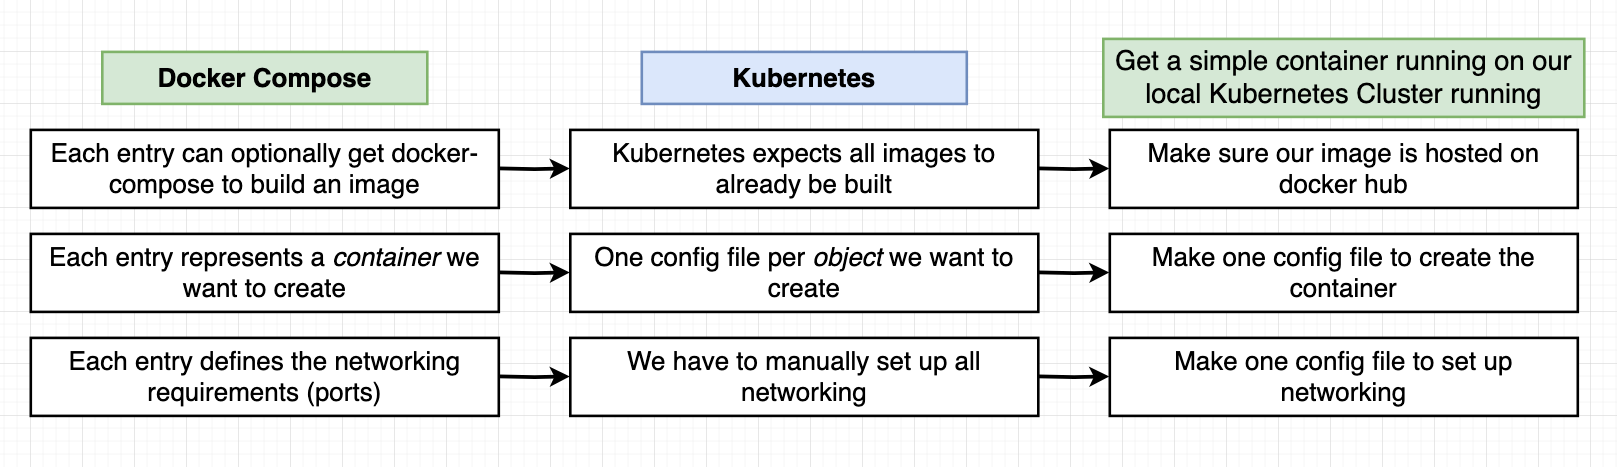 Docker Compose
Kubernetes
Get a simple container running on our
local Kubernetes Cluster running
Each entry can optionally get docker-
compose to build an image
Kubernetes expects all images to
already be built
Make sure our image is hosted on
docker hub
Each entry represents a container we
want to create
One config file per object we want to
create
Make one config file to create the
container
Each entry defines the networking
requirements (ports)
We have to manually set up all
networking
Make one config file to set up
networking